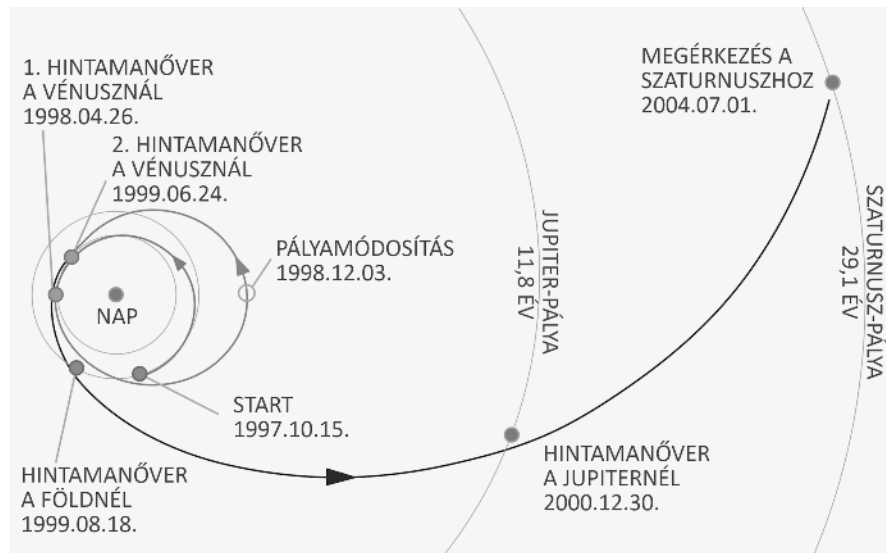 1. HINTAMANŐVER
A VÉNUSZNÁL
1998.04.26.
2. HINTAMANŐVER
A VÉNUSZNÁL
1999.06.24.
MEGÉRKEZÉS A
SZATURNUSZHOZ
2004.07.01.
PÁLYAMÓDOSÍTÁS
1998.12.03.
NAP
JUPITER-PÁLYA
11,8 ÉV
SZATURNUSZ-PÁLYA
29,1 ÉV
START
1997.10.15.
HINTAMANŐVER
A FÖLDNÉL
1999.08.18.
HINTAMANŐVER
A JUPITERNÉL
2000.12.30.